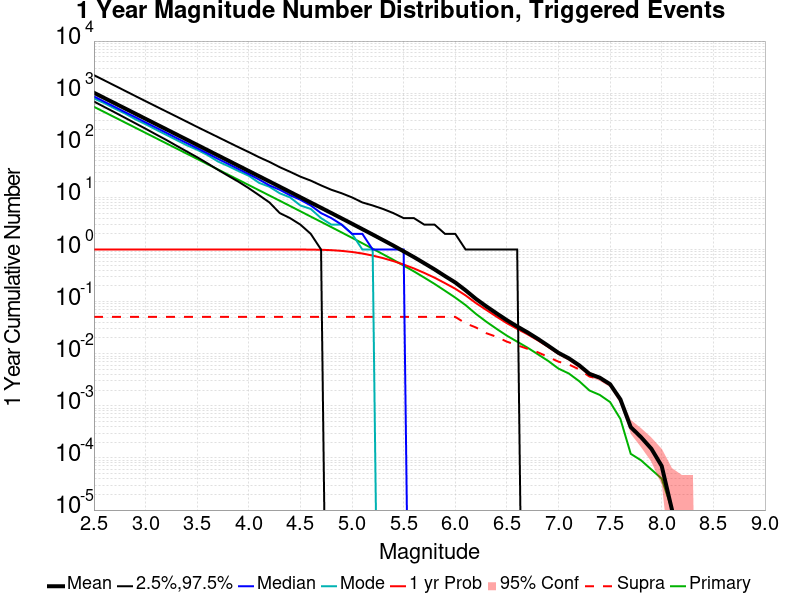 1 Year Magnitude Number Distribution, Triggered Events
1 Year Cumulative Number
10^4
10^3
10^2
10^1
10^0
10^-1
10^-2
10^-3
10^-4
10^-5
2.5 3.0 3.5 4.0 4.5 5.0 5.5 6.0 6.5 7.0 7.5 8.0 8.5 9.0
Magnitude
Mean 2.5%,97.5% Median Mode 1 yr Prob 95% Conf Supra Primary